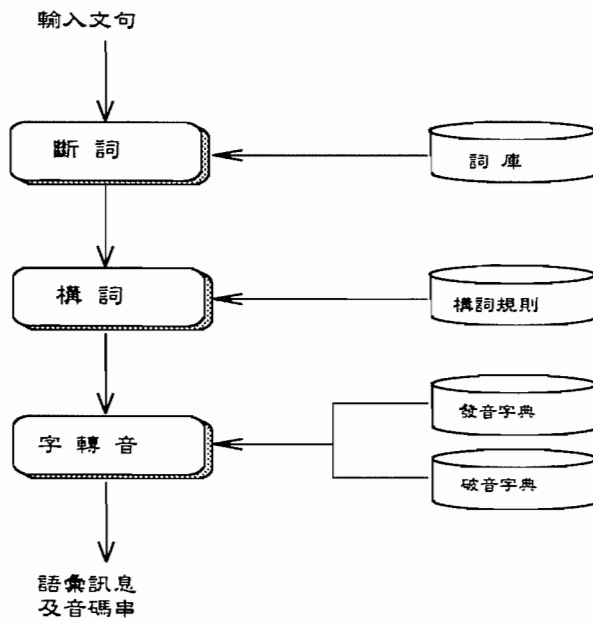 輸入文句
斷詞
詞庫
構詞
構詞規則
發音字典
字轉音
破音字典
語彙訊息
及音碼串